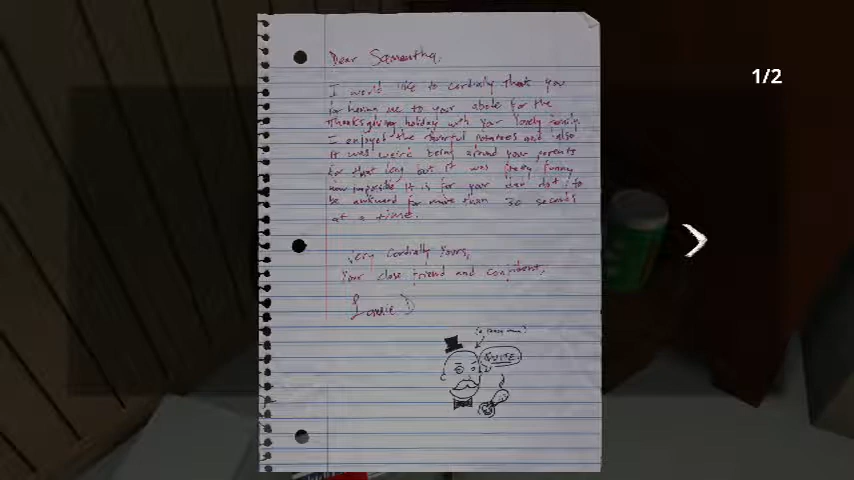 1/2
Dear Samantha,
I would like to cordially thank you
for having me to your abode for the
Thanksgiving holiday with your lovely family.
I enjoyed the potatoes and also
It was weird being around your parents
for that long but it was pretty funny
how impossible it is for your dad not to
be awkward for more than 30 seconds
at a time.
Very Cordially Yours,
Your close friend and confidant,
Lonnie :)
QUITE